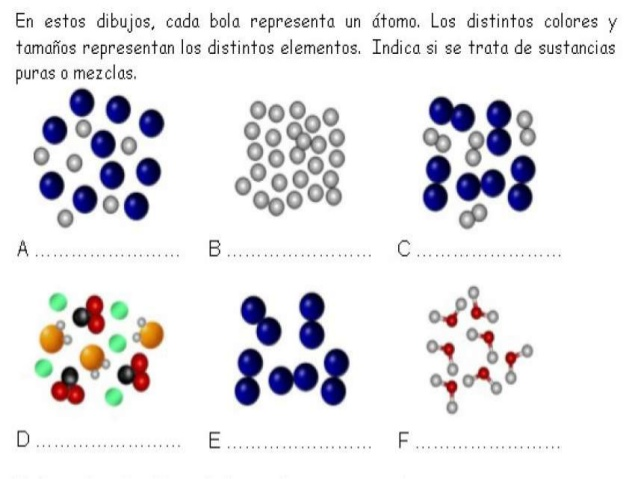 En estos dibujos, cada bola representa un átomo. Los distintos colores y
tamaños representan los distintos elementos. Indica si se trata de sustancias
puras o mezclas.
A ........................ B ........................ C ........................
D ........................ E ........................ F ........................